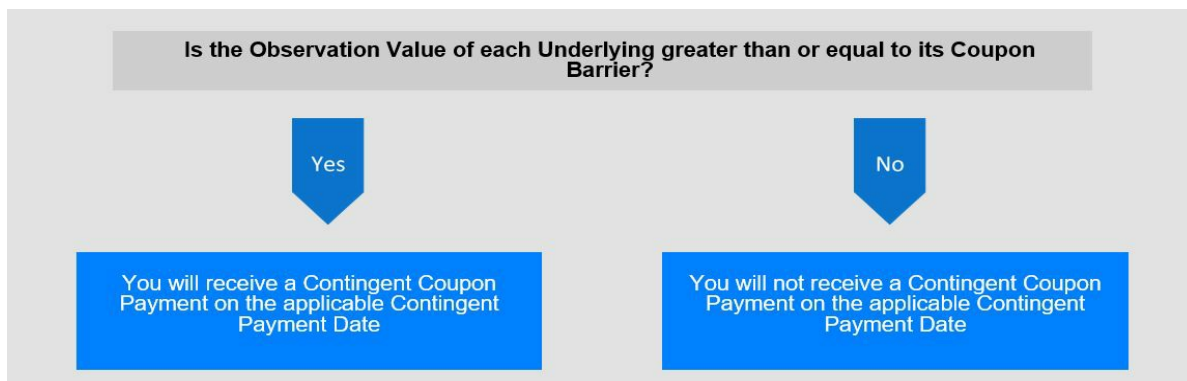 Is the Observation Value of each Underlying greater than or equal to its Coupon
Barrier?
Yes
No
You will receive a Contingent Coupon
Payment on the applicable Contingent
Payment Date
You will not receive a Contingent Coupon
Payment on the applicable Contingent
Payment Date